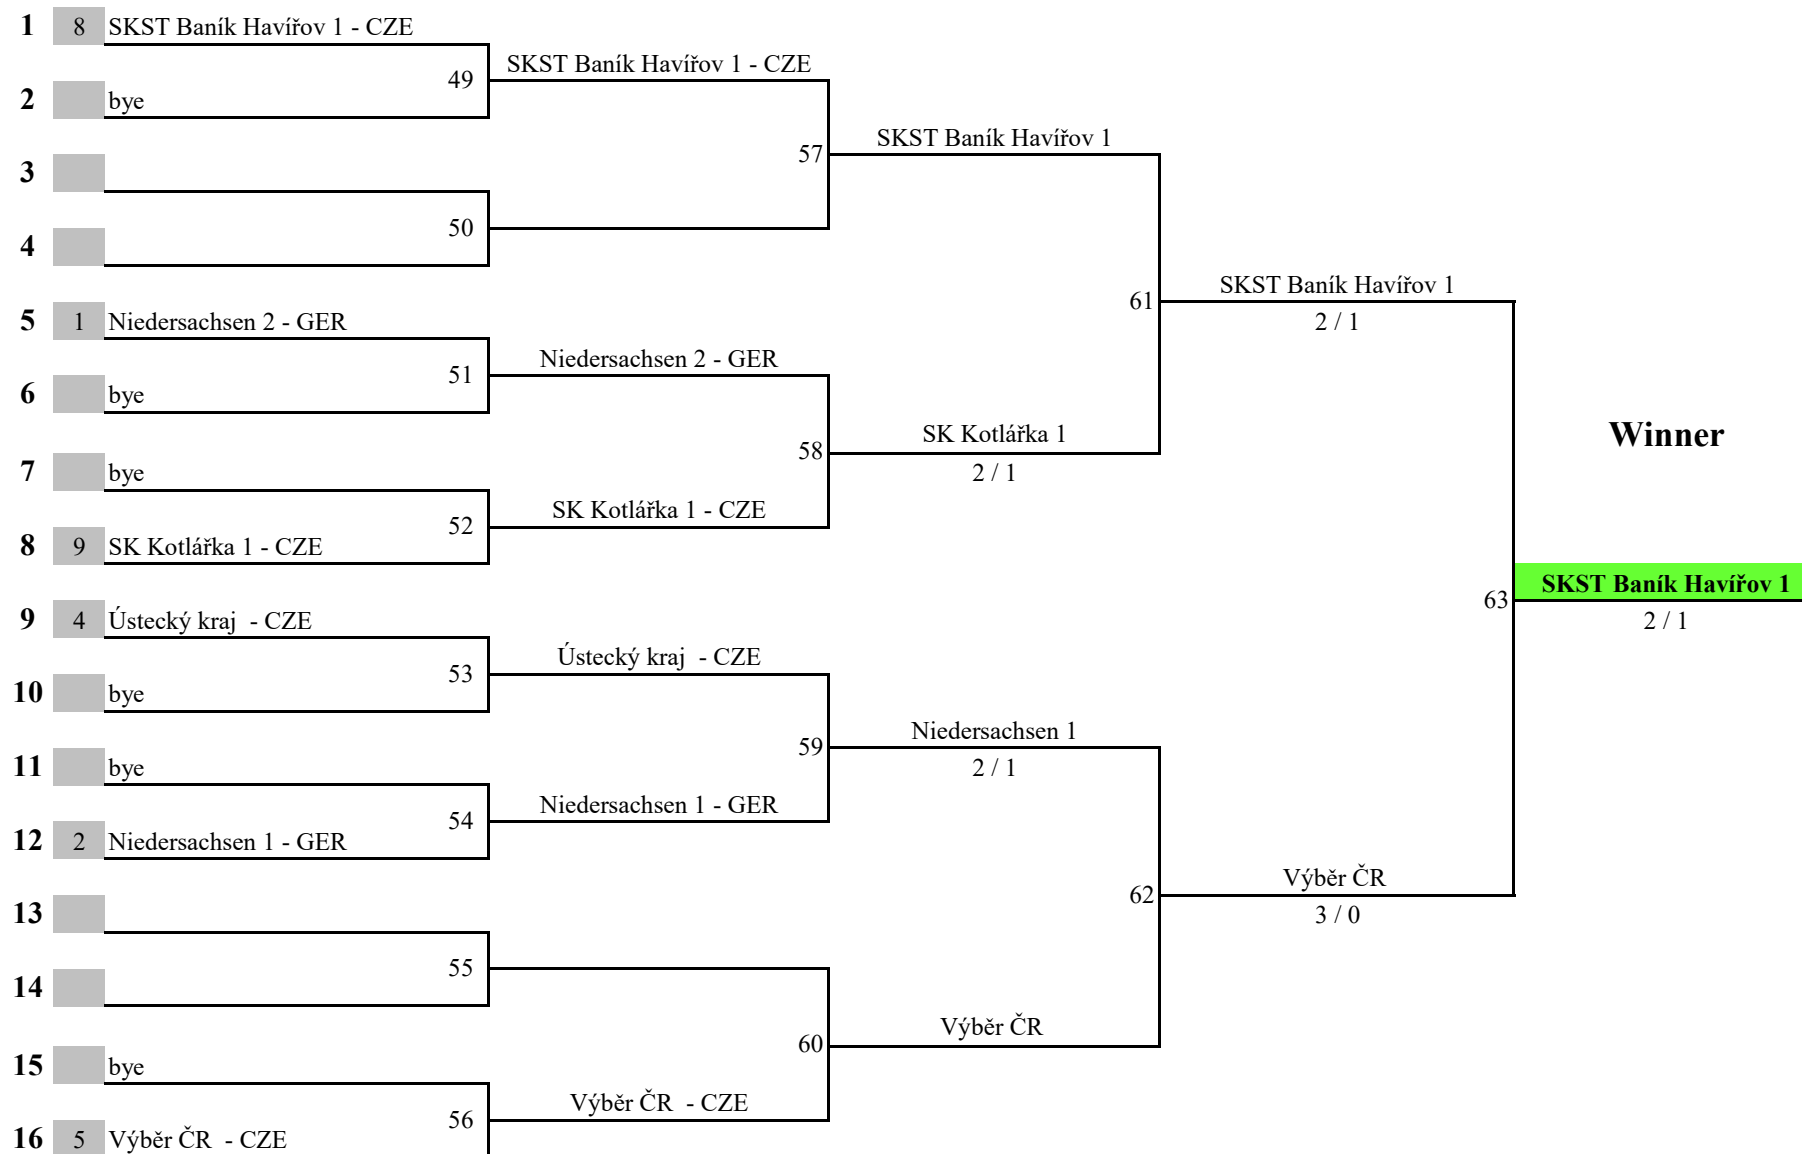 1 8 SKST Baník Havířov 1 - CZE
SKST Baník Havířov 1 - CZE
49
2 bye
SKST Baník Havířov 1
57
3
50
4
SKST Baník Havířov 1
61
2 / 1
5 1 Niedersachsen 2 - GER
Niedersachsen 2 - GER
51
6 bye
SK Kotlářka 1
58
2 / 1
Winner
7 bye
SK Kotlářka 1 - CZE
52
8 9 SK Kotlářka 1 - CZE
SKST Baník Havířov 1
63
2 / 1
9 4 Ústecký kraj  - CZE
Ústecký kraj  - CZE
53
10 bye
Niedersachsen 1
59
2 / 1
11 bye
Niedersachsen 1 - GER
54
12 2 Niedersachsen 1 - GER
Výběr ČR
62
3 / 0
13
55
14
Výběr ČR
60
15 bye
Výběr ČR  - CZE
56
16 5 Výběr ČR  - CZE